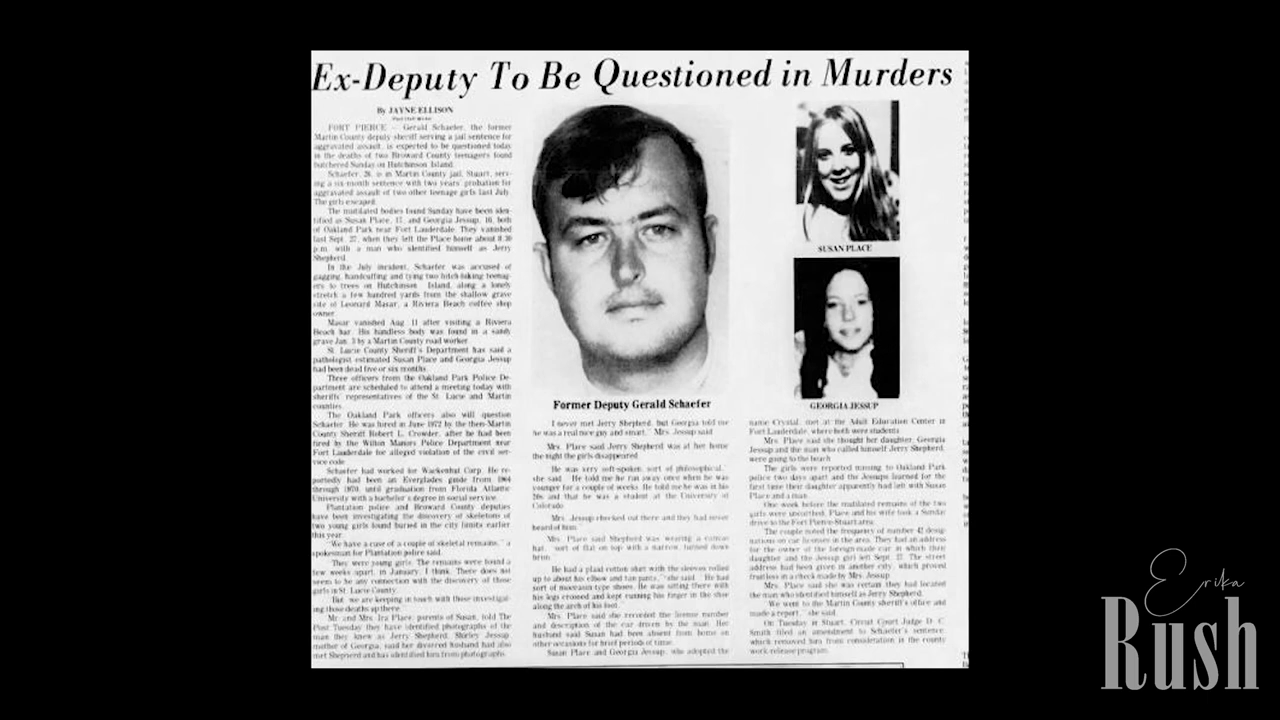 Ex-Deputy To Be Questioned in Murders
By JAYNE ELLISON
FORT PIERCE — Gerald Schaefer, the former
Martin County deputy sheriff serving a jail sentence for
aggravated assault, is expected to be questioned today
in the deaths of two Broward County teenagers found
butchered Sunday on Hutchinson Island.
Schaefer, 26, is in Martin County jail, Stuart, serv-
ing a six-month sentence with two years' probation for
aggravated assault of two other teenage girls last July.
The girls escaped.
The mutilated bodies found Sunday have been iden-
tified as Susan Place, 17, and Georgia Jessup, 16, both
of Oakland Park near Fort Lauderdale. They vanished
last Sept. 27, when they left the Place home about 8:30
p.m. with a man who identified himself as Jerry
Shepherd.
In the July incident, Schaefer was accused of
gagging, handcuffing and tying two hitch-hiking teenag-
ers to trees on Hutchinson Island, along a lonely
stretch a few hundred yards from the shallow grave
site of Leonard Masar, a Riviera Beach coffee shop
owner.
Masar vanished Aug. 11 after visiting a Riviera
Beach bar. His handless body was found in a sandy
grave Jan. 3 by a Martin County road worker.
St. Lucie County Sheriff's Department has said a
pathologist estimated Susan Place and Georgia Jessup
had been dead five or six months.
Three officers from the Oakland Park Police De-
partment are scheduled to attend a meeting today with
sheriffs' representatives of the St. Lucie and Martin
counties.
The Oakland Park officers also will question
Schaefer. He was hired in June 1972 by the then-Martin
County Sheriff Robert L. Crowder, after he had been
fired by the Wilton Manors Police Department near
Fort Lauderdale for alleged violation of the civil ser-
vice code.
Schaefer had worked for Wackenhut Corp. He re-
portedly had been an Everglades guide from 1964
through 1970, until graduation from Florida Atlantic
University with a bachelor's degree in social service.
Plantation police and Broward County deputies
have been investigating the discovery of skeletons of
two young girls found buried in the city limits earlier
this year.
"We have a case of a couple of skeletal remains," a
spokesman for Plantation police said.
"They were young girls. The remains were found a
few weeks apart, in January, I think. There does not
seem to be any connection with the discovery of those
girls in St. Lucie County.
"But we are keeping in touch with those investigat-
ing those deaths up there."
Mr. and Mrs. Ira Place, parents of Susan, told The
Post Tuesday they have identified photographs of the
man they knew as Jerry Shepherd. Shirley Jessup,
mother of Georgia, said her divorced husband had also
met Shepherd and has identified him from photographs.
Former Deputy Gerald Schaefer
"I never met Jerry Shepherd, but Georgia told me
he was a real nice guy and smart," Mrs. Jessup said.
Mrs. Place said Jerry Shepherd was at her home
the night the girls disappeared.
"He was very soft-spoken, sort of philosophical,"
she said. "He told me he ran away once when he was
younger for a couple of weeks. He told me he was in his
20s and that he was a student at the University of
Colorado."
Mrs. Jessup checked out there and they had never
heard of him.
Mrs. Place said Shepherd was wearing a canvas
hat, "sort of flat on top with a narrow, turned down
brim."
"He had a plaid cotton shirt with the sleeves rolled
up to about his elbow and tan pants," she said. "He had
sort of moccasin-type shoes. He was sitting there with
his legs crossed and kept running his finger in the shoe
along the arch of his foot."
Mrs. Place said she recorded the license number
and description of the car driven by the man. Her
husband said Susan had been absent from home on
other occasions for brief periods of time.
Susan Place and Georgia Jessup, who adopted the
SUSAN PLACE
GEORGIA JESSUP
name Crystal, met at the Adult Education Center in
Fort Lauderdale, where both were students.
Mrs. Place said she thought her daughter, Georgia
Jessup and the man who called himself Jerry Shepherd,
were going to the beach.
The girls were reported missing to Oakland Park
police two days apart and the Jessups learned for the
first time their daughter apparently had left with Susan
Place and a man.
One week before the mutilated remains of the two
girls were unearthed, Place and his wife took a Sunday
drive to the Fort Pierce-Stuart area.
The couple noted the frequency of number 42 desig-
nations on car licenses in the area. They had an address
for the owner of the foreign-made car in which their
daughter and the Jessup girl left Sept. 27. The street
address had been given in another city, which proved
fruitless in a check made by Mrs. Jessup.
Mrs. Place said she was certain they had located
the man who identified himself as Jerry Shepherd.
"We went to the Martin County sheriff's office and
made a report," she said.
On Tuesday in Stuart, Circuit Court Judge D. C.
Smith filed an amendment to Schaefer's sentence,
which removed him from consideration in the county
work-release program.
Erika
Rush